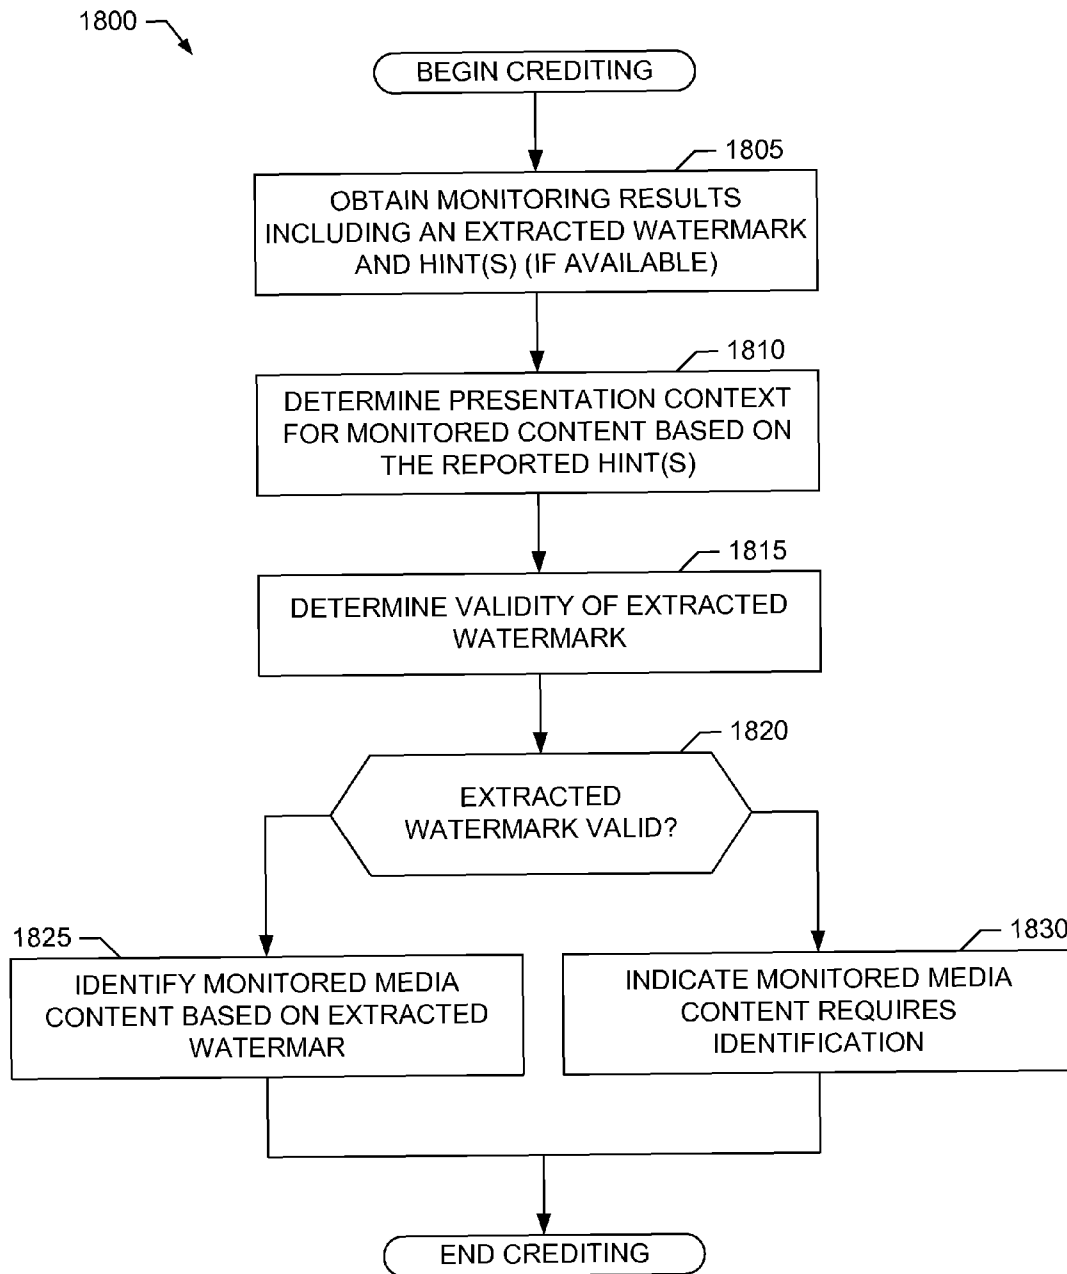 1800
BEGIN CREDITING
1805
OBTAIN MONITORING RESULTS
INCLUDING AN EXTRACTED WATERMARK
AND HINT(S) (IF AVAILABLE)
1810
DETERMINE PRESENTATION CONTEXT
FOR MONITORED CONTENT BASED ON
THE REPORTED HINT(S)
1815
DETERMINE VALIDITY OF EXTRACTED
WATERMARK
1820
EXTRACTED
WATERMARK VALID?
1825
IDENTIFY MONITORED MEDIA
CONTENT BASED ON EXTRACTED
WATERMAR
1830
INDICATE MONITORED MEDIA
CONTENT REQUIRES
IDENTIFICATION
END CREDITING